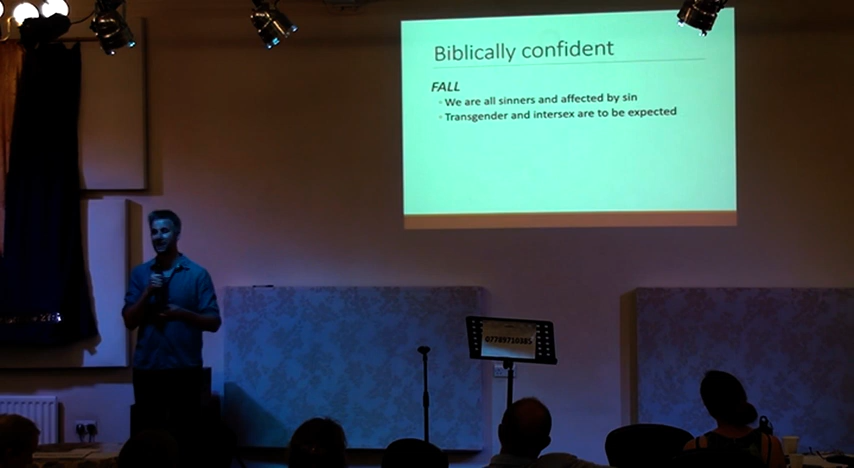 Biblically confident
FALL
◦ We are all sinners and affected by sin
◦ Transgender and intersex are to be expected
07789710385